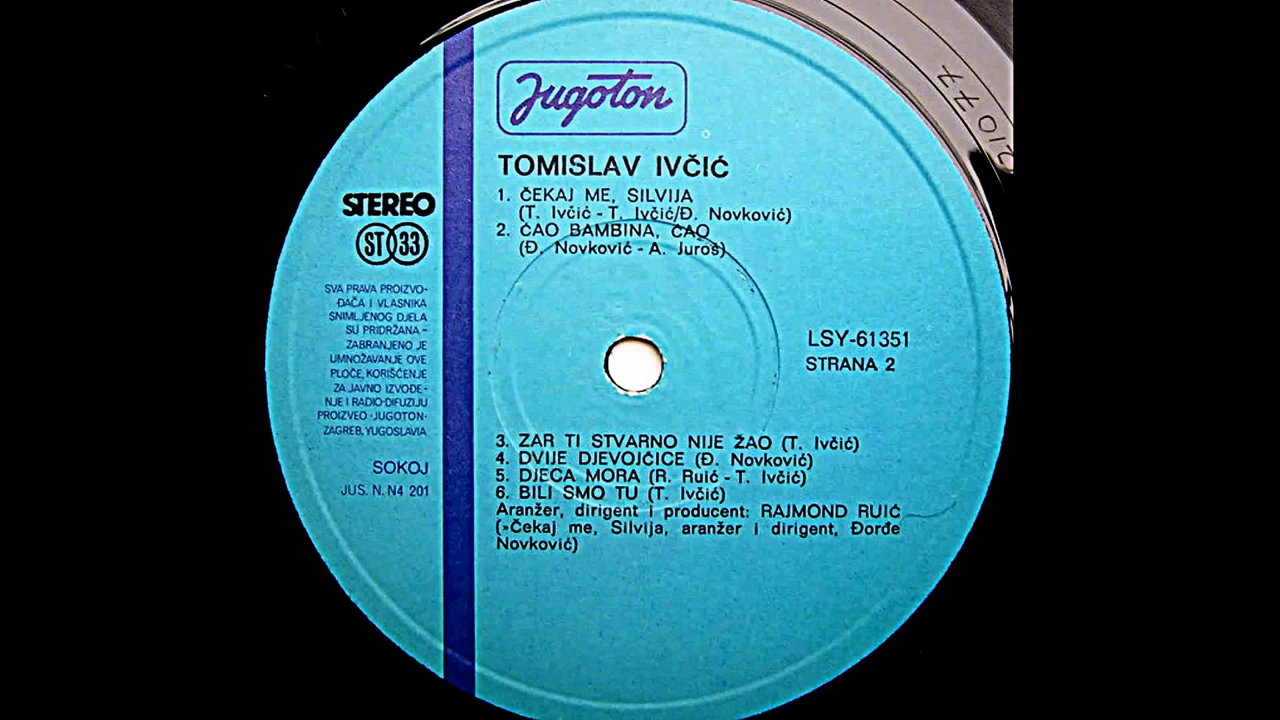 Jugoton
TOMISLAV IVČIĆ
1. ČEKAJ ME, SILVIJA
(T. Ivčić - T. Ivčić/Đ. Novković)
2. ĆAO BAMBINA, ĆAO
(Đ. Novković - A. Juroš)
STEREO
ST 33
SVA PRAVA PROIZVO-
ĐAČA I VLASNIKA
SNIMLJENOG DJELA
SU PRIDRŽANA -
ZABRANJENO JE
UMNOŽAVANJE OVE
PLOČE, KORIŠĆENJE
ZA JAVNO IZVOĐE-
NJE I RADIO-DIFUZIJU
PROIZVEO -JUGOTON-
ZAGREB, YUGOSLAVIA
SOKOJ
JUS. N. N4 201
LSY-61351
STRANA 2
3. ZAR TI STVARNO NIJE ŽAO (T. Ivčić)
4. DVIJE DJEVOJČICE (Đ. Novković)
5. DJECA MORA (R. Ruić - T. Ivčić)
6. BILI SMO TU (T. Ivčić)
Aranžer, dirigent i producent: RAJMOND RUIĆ
(»Čekaj me, Silvija, aranžer i dirigent, Đorđe
Novković)
21077